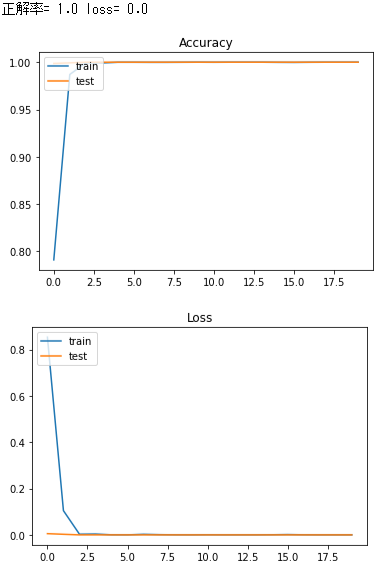 正解率= 1.0 loss= 0.0
Accuracy
1.00
0.95
0.90
0.85
0.80
train
test
0.0 2.5 5.0 7.5 10.0 12.5 15.0 17.5
Loss
0.8
0.6
0.4
0.2
0.0
train
test
0.0 2.5 5.0 7.5 10.0 12.5 15.0 17.5